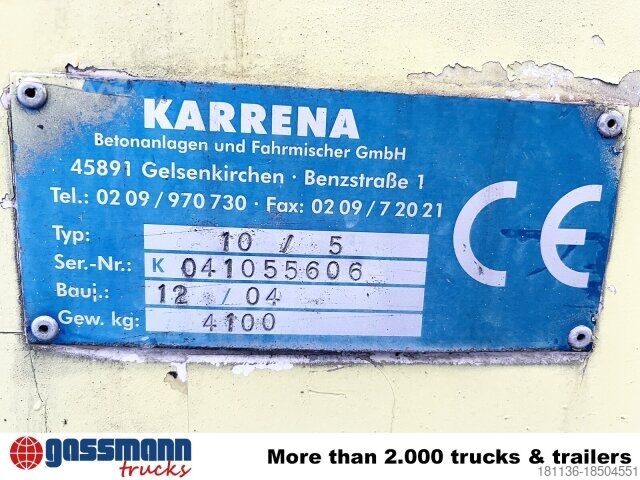 KARRENA
Betonanlagen und Fahrmischer GmbH
45891 Gelsenkirchen · Benzstraße 1
Tel.: 02 09 / 970 730 · Fax: 02 09 / 7 20 21
Typ: 10 / 5
Ser.-Nr.: K 041055606
Bauj.: 12 / 04
Gew. kg: 4100
CE
gassmann
trucks
More than 2.000 trucks & trailers
181136-18504551